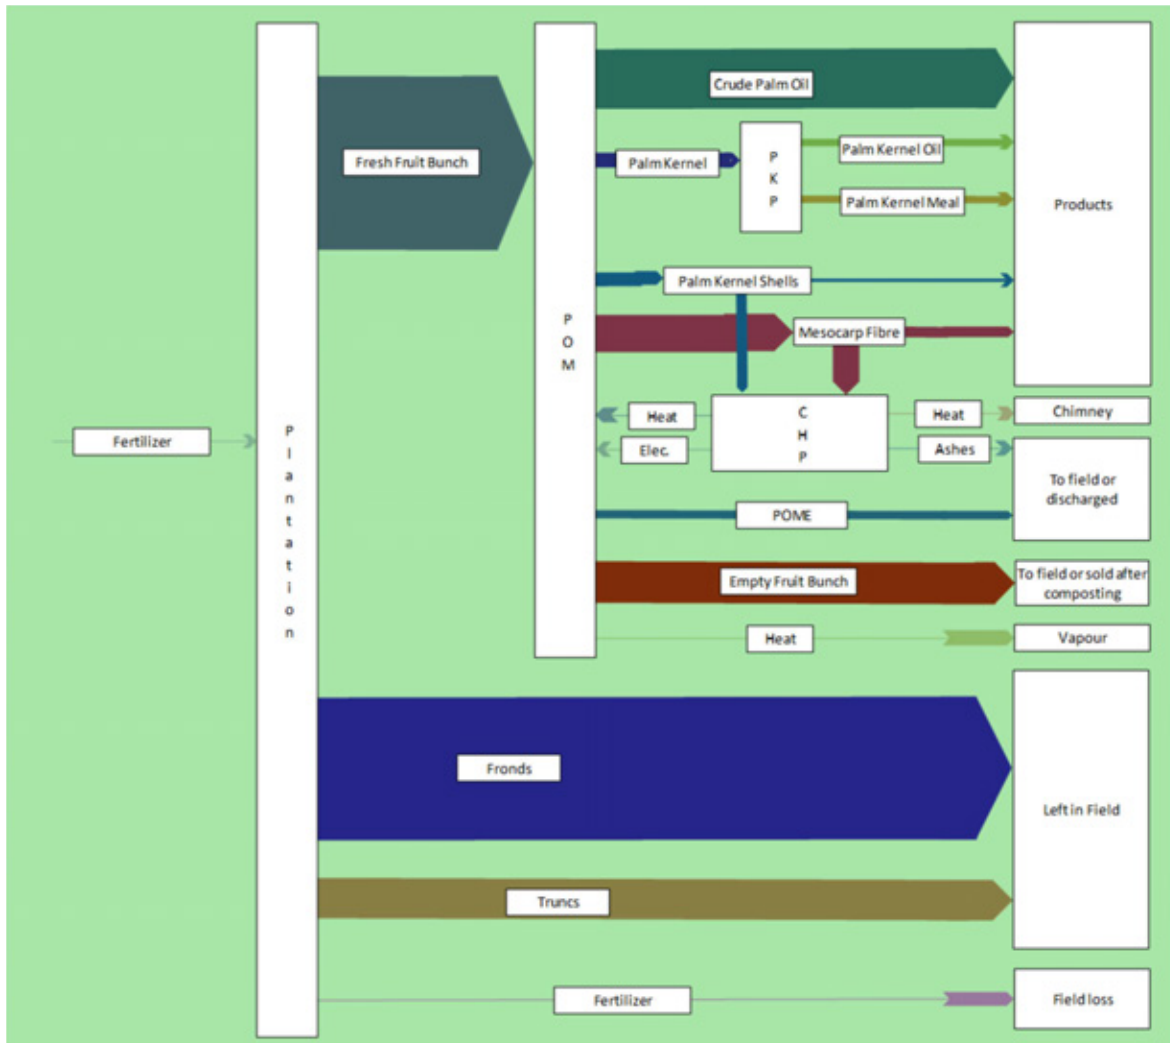 Crude Palm Oil
Fresh Fruit Bunch
Palm Kernel
P
K
P
Palm Kernel Oil
Palm Kernel Meal
Products
Palm Kernel Shells
P
O
M
Mesocarp Fibre
Fertilizer
P
l
a
n
t
a
t
i
o
n
Heat
Elec.
C
H
P
Heat
Ashes
Chimney
To field or
discharged
POME
Empty Fruit Bunch
To field or sold after
composting
Heat
Vapour
Fronds
Left in Field
Truncs
Fertilizer
Field loss